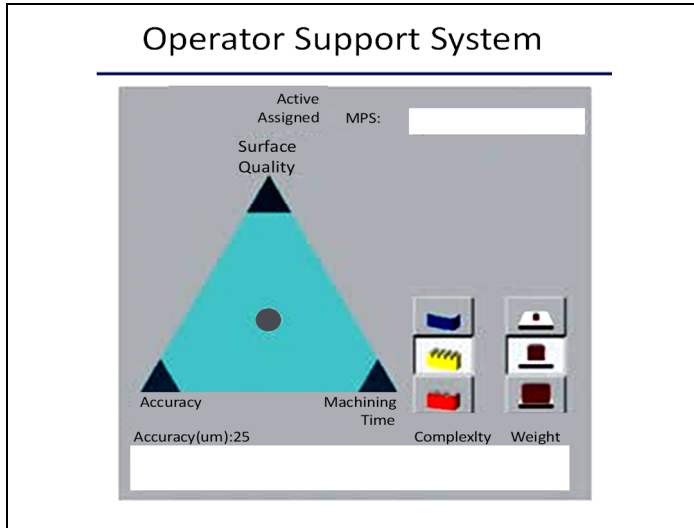 Operator Support System
Active
Assigned MPS:
Surface
Quality
Accuracy
Machining
Time
Accuracy(um):25
Complexlty Weight